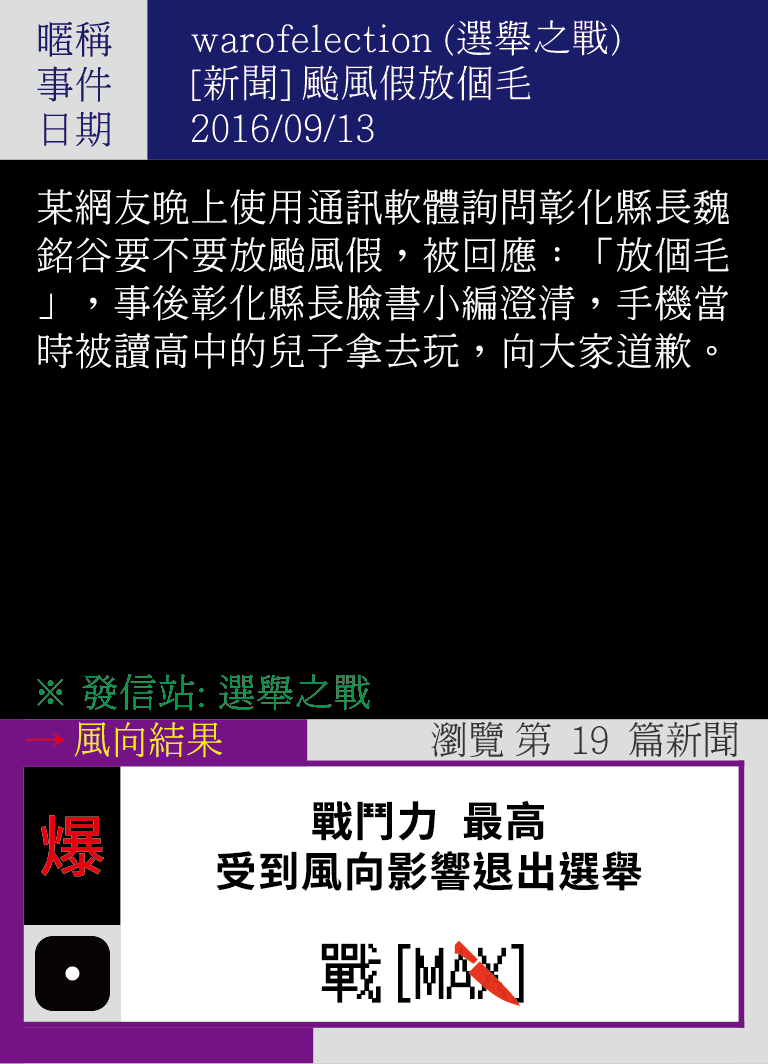 暱稱 warofelection (選舉之戰)
事件 [新聞] 颱風假放個毛
日期 2016/09/13
某網友晚上使用通訊軟體詢問彰化縣長魏
銘谷要不要放颱風假，被回應：「放個毛
」，事後彰化縣長臉書小編澄清，手機當
時被讀高中的兒子拿去玩，向大家道歉。
※ 發信站: 選舉之戰
→ 風向結果
瀏覽 第 19 篇新聞
爆
戰鬥力 最高
受到風向影響退出選舉
戰 [MAX]